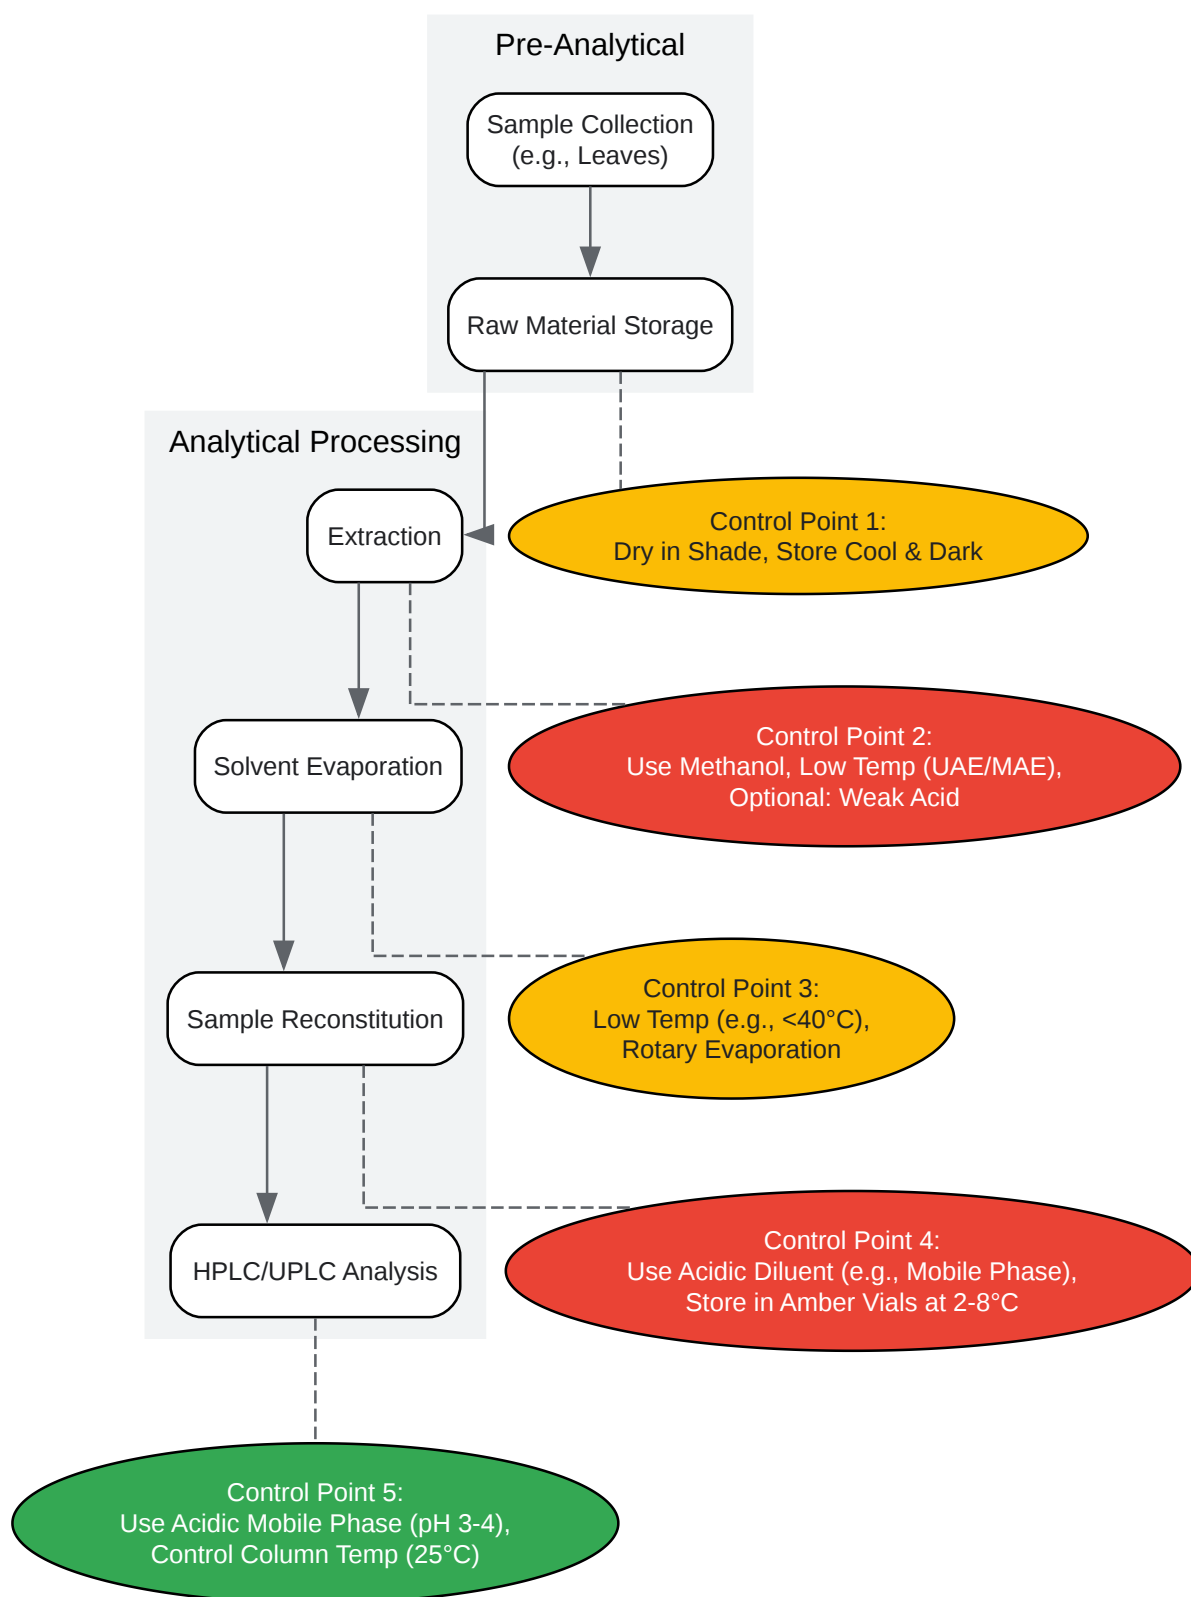 Pre-Analytical
Sample Collection
(e.g., Leaves)
Raw Material Storage
Analytical Processing
Extraction
Control Point 1:
Dry in Shade, Store Cool & Dark
Solvent Evaporation
Control Point 2:
Use Methanol, Low Temp (UAE/MAE),
Optional: Weak Acid
Sample Reconstitution
Control Point 3:
Low Temp (e.g., <40°C),
Rotary Evaporation
HPLC/UPLC Analysis
Control Point 4:
Use Acidic Diluent (e.g., Mobile Phase),
Store in Amber Vials at 2-8°C
Control Point 5:
Use Acidic Mobile Phase (pH 3-4),
Control Column Temp (25°C)